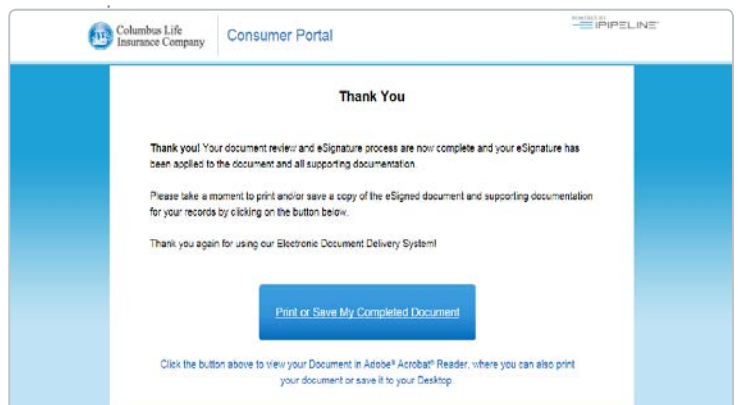 Columbus Life
Insurance Company
Consumer Portal
POWERED BY
IPIPELINE
Thank You
Thank you! Your document review and eSignature process are now complete and your eSignature has
been applied to the document and all supporting documentation.
Please take a moment to print and/or save a copy of the eSigned document and supporting documentation
for your records by clicking on the button below.
Thank you again for using our Electronic Document Delivery System!
Print or Save My Completed Document
Click the button above to view your Document in Adobe® Acrobat® Reader, where you can also print
your document or save it to your Desktop